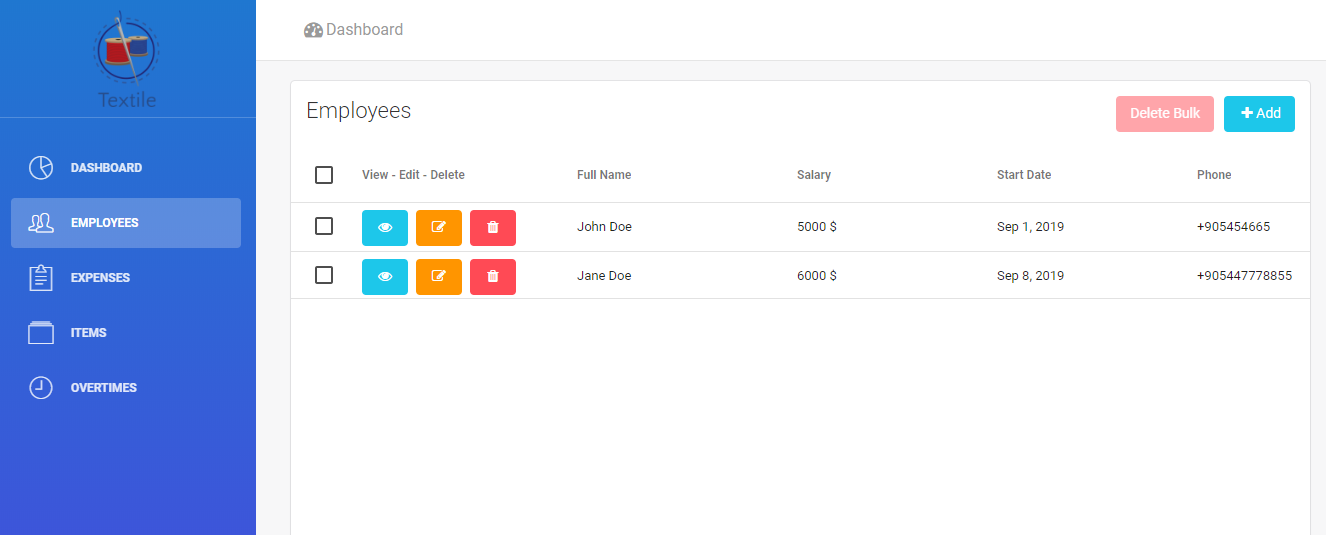 Textile
DASHBOARD
EMPLOYEES
EXPENSES
ITEMS
OVERTIMES
Dashboard
Employees
Delete Bulk
Add
View - Edit - Delete Full Name Salary Start Date Phone
John Doe 5000 $ Sep 1, 2019 +905454665
Jane Doe 6000 $ Sep 8, 2019 +905447778855